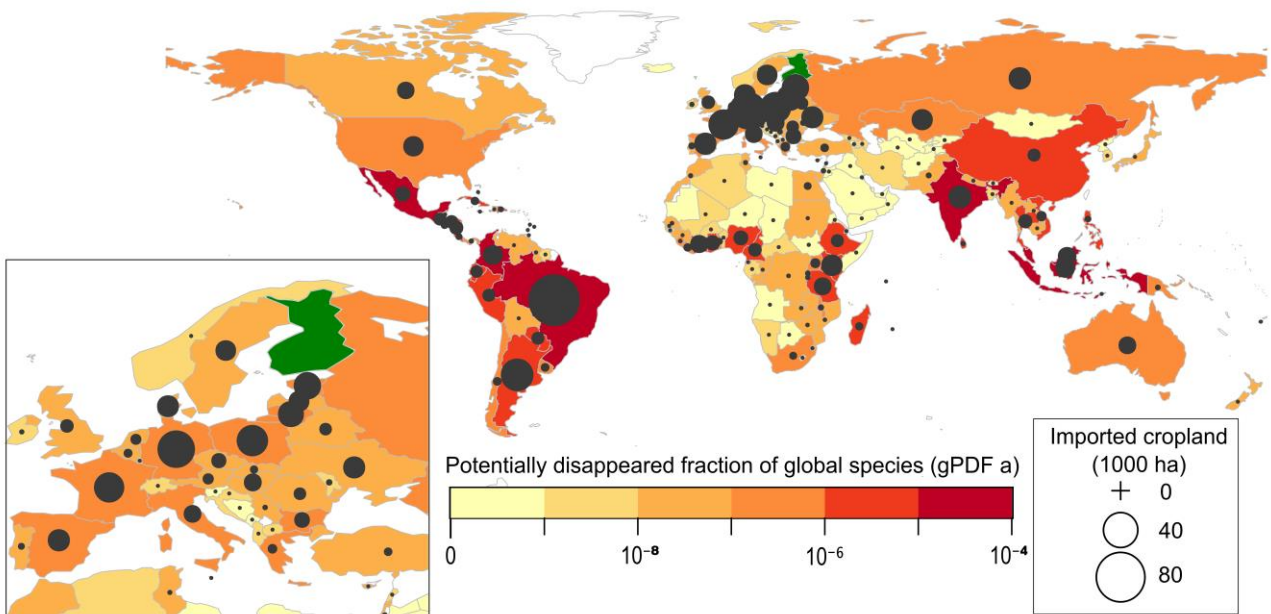 Potentially disappeared fraction of global species (gPDF a)
0 10⁻⁸ 10⁻⁶ 10⁻⁴
Imported cropland
(1000 ha)
0
40
80